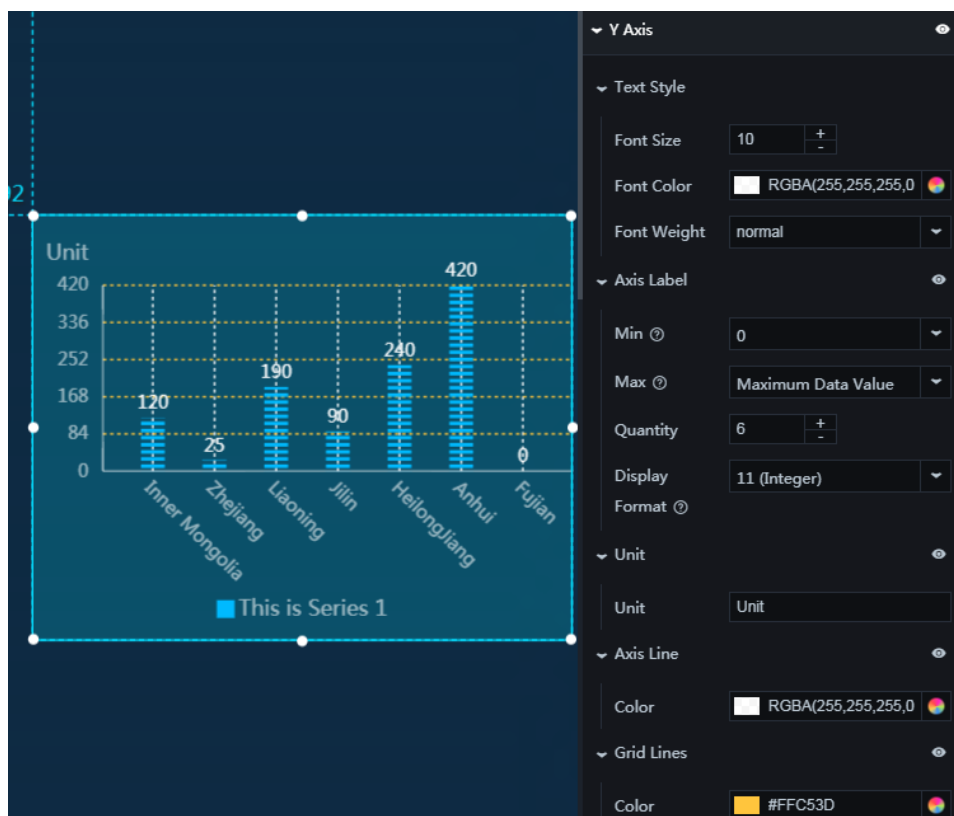 92
Unit
420
336
252
168
84
0
120
25
190
90
240
420
0
Inner Mongolia
Zhejiang
Liaoning
Jilin
HeilongJiang
Anhui
Fujian
This is Series 1
Y Axis
Text Style
Font Size 10 + -
Font Color RGBA(255,255,255,0
Font Weight normal
Axis Label
Min ? 0
Max ? Maximum Data Value
Quantity 6 + -
Display
Format ? 11 (Integer)
Unit
Unit Unit
Axis Line
Color RGBA(255,255,255,0
Grid Lines
Color #FFC53D